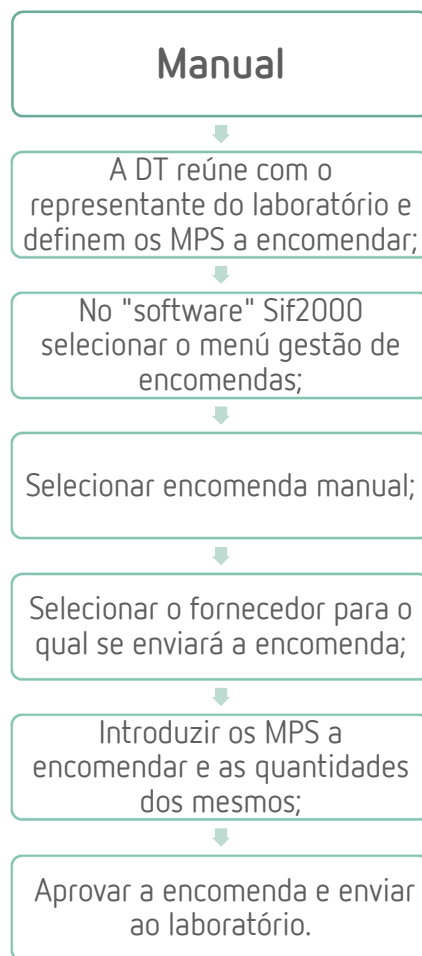 Manual
A DT reúne com o
representante do laboratório e
definem os MPS a encomendar;
No "software" Sif2000
selecionar o menú gestão de
encomendas;
Selecionar encomenda manual;
Selecionar o fornecedor para o
qual se enviará a encomenda;
Introduzir os MPS a
encomendar e as quantidades
dos mesmos;
Aprovar a encomenda e enviar
ao laboratório.